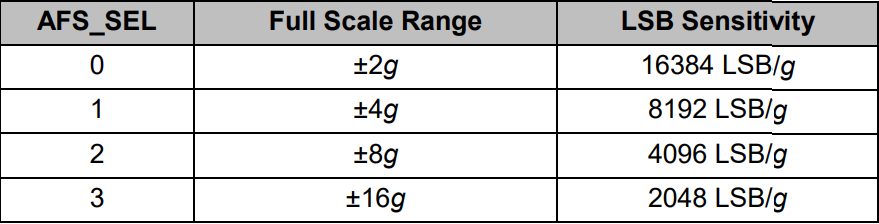 AFS_SEL Full Scale Range LSB Sensitivity
0 ±2g 16384 LSB/g
1 ±4g 8192 LSB/g
2 ±8g 4096 LSB/g
3 ±16g 2048 LSB/g